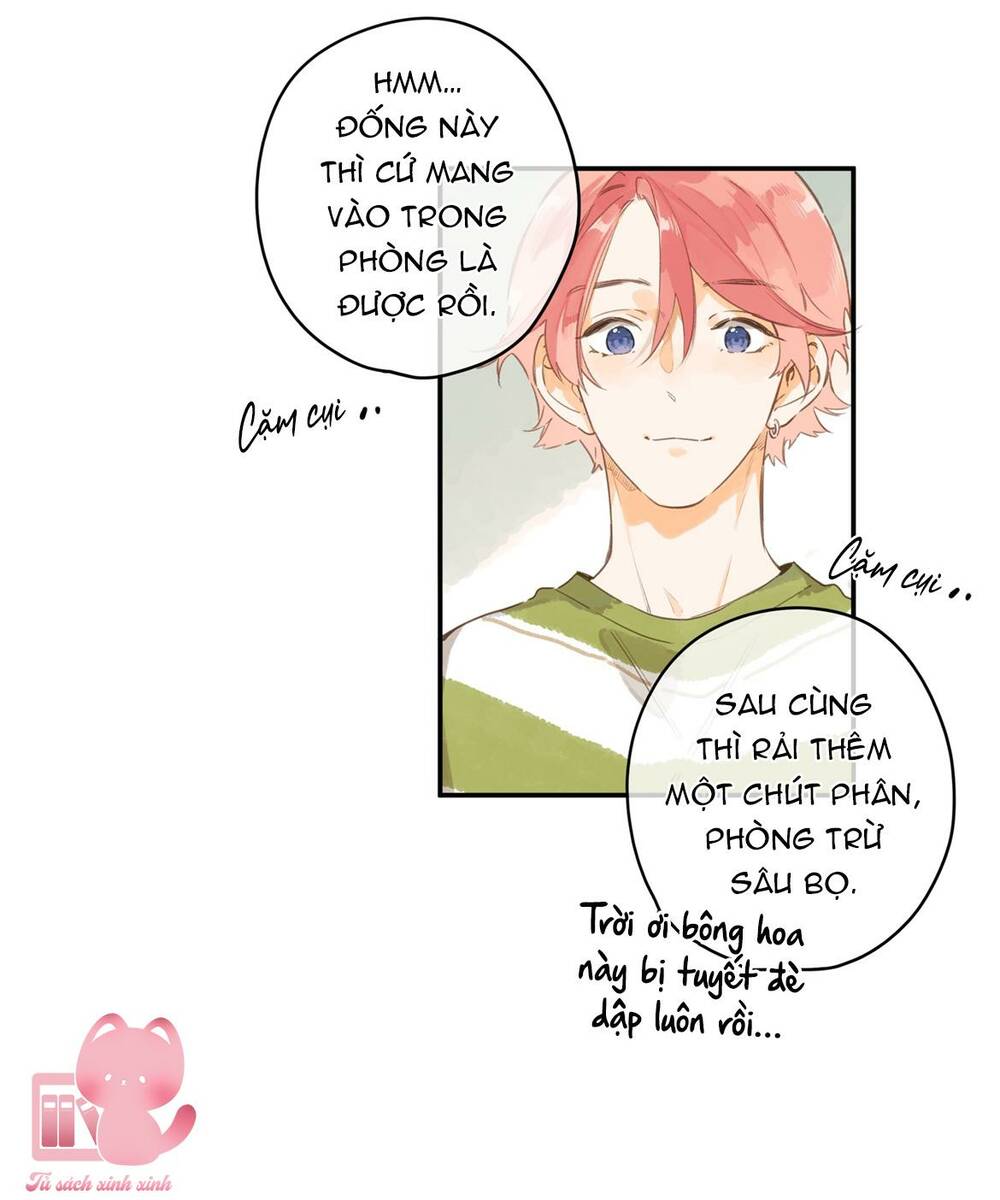 HMM...
ĐỐNG NÀY
THÌ CỨ MANG
VÀO TRONG
PHÒNG LÀ
ĐƯỢC RỒI.
Cặm cụi ..
Cặm cụi ..
SAU CÙNG
THÌ RẢI THÊM
MỘT CHÚT PHÂN,
PHÒNG TRỪ
SÂU BỌ.
Trời ơi bông hoa
này bị tuyết đè
dập luôn rồi...
Tủ sách xinh xinh